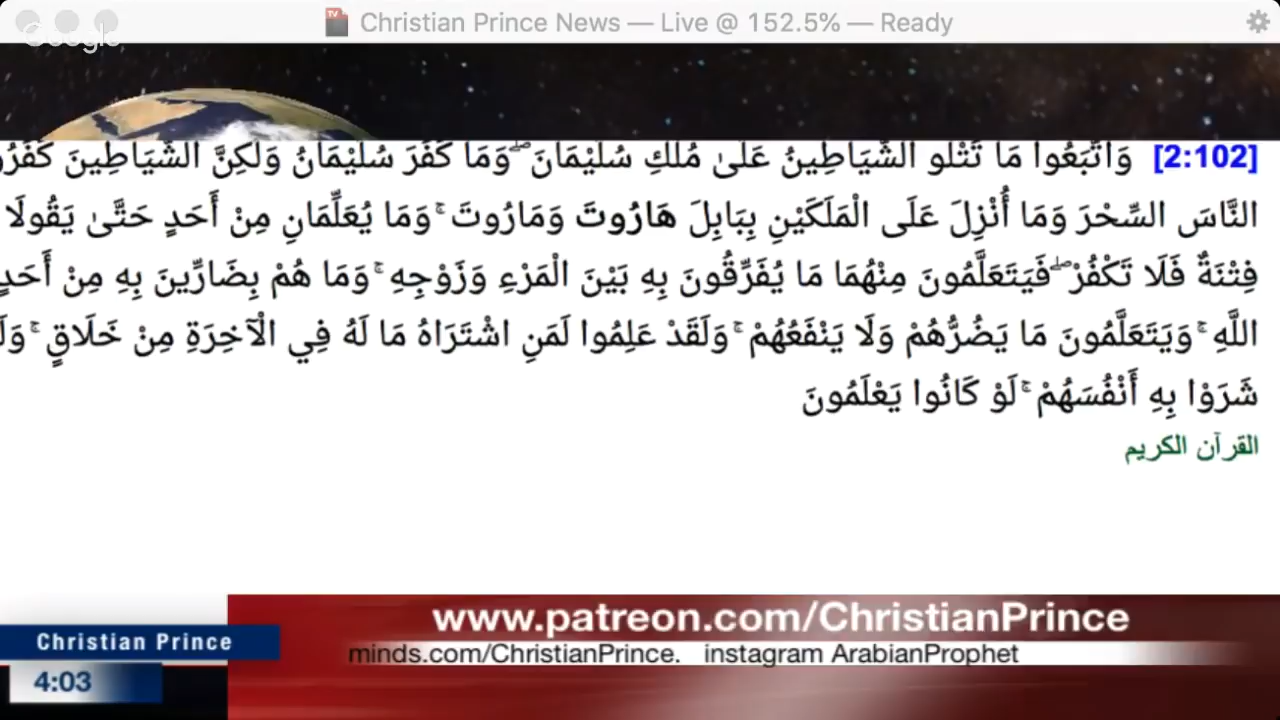 Christian Prince News — Live @ 152.5% — Ready
Google
[2:102] وَاتَّبَعُوا مَا تَتْلُو الشَّيَاطِينُ عَلَىٰ مُلْكِ سُلَيْمَانَ ۖ وَمَا كَفَرَ سُلَيْمَانُ وَلَٰكِنَّ الشَّيَاطِينَ
النَّاسَ السِّحْرَ وَمَا أُنْزِلَ عَلَى الْمَلَكَيْنِ بِبَابِلَ هَارُوتَ وَمَارُوتَ ۚ وَمَا يُعَلِّمَانِ مِنْ أَحَدٍ حَتَّىٰ يَقُولَا
فِتْنَةٌ فَلَا تَكْفُرْ ۖ فَيَتَعَلَّمُونَ مِنْهُمَا مَا يُفَرِّقُونَ بِهِ بَيْنَ الْمَرْءِ وَزَوْجِهِ ۚ وَمَا هُمْ بِضَارِّينَ بِهِ مِنْ أَحَدٍ
اللَّهِ ۚ وَيَتَعَلَّمُونَ مَا يَضُرُّهُمْ وَلَا يَنْفَعُهُمْ ۚ وَلَقَدْ عَلِمُوا لَمَنِ اشْتَرَاهُ مَا لَهُ فِي الْآخِرَةِ مِنْ خَلَاقٍ ۚ
شَرَوْا بِهِ أَنْفُسَهُمْ ۚ لَوْ كَانُوا يَعْلَمُونَ
القرآن الكريم
www.patreon.com/ChristianPrince
Christian Prince
minds.com/ChristianPrince. instagram ArabianProphet
4:03